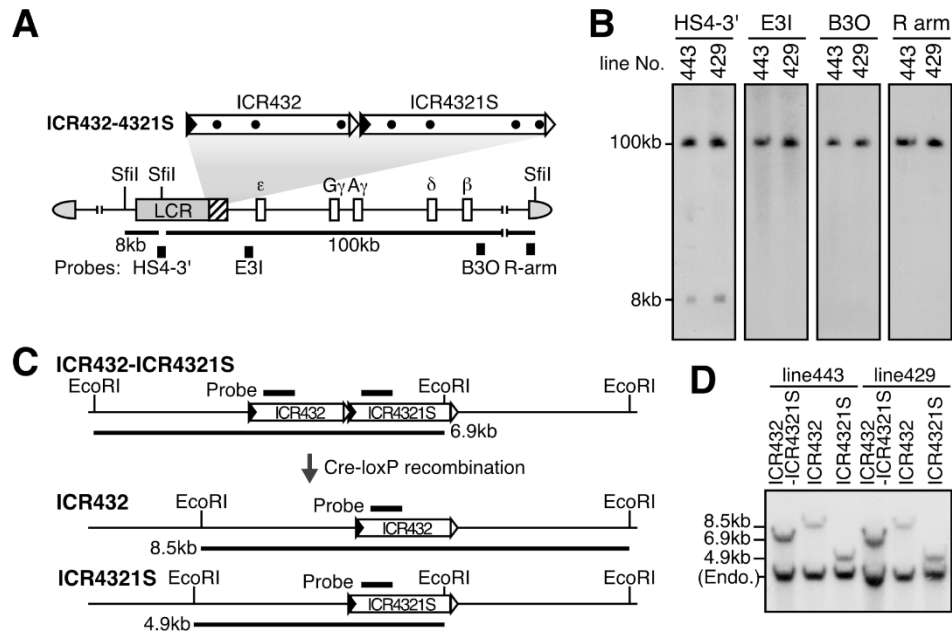 A
ICR432 ICR4321S
ICR432-4321S
SfiI SfiI ε Gγ Aγ δ β SfiI
LCR
8kb 100kb
Probes: HS4-3' E3I B3O R-arm
B
HS4-3' E3I B3O R arm
line No. 443 429 443 429 443 429 443 429
100kb
8kb
C
ICR432-ICR4321S
EcoRI Probe EcoRI EcoRI
ICR432 ICR4321S
6.9kb
Cre-loxP recombination
ICR432
EcoRI Probe EcoRI
ICR432
8.5kb
ICR4321S
EcoRI Probe EcoRI EcoRI
ICR4321S
4.9kb
D
line443 line429
ICR432 -ICR4321S ICR432 ICR4321S ICR432 -ICR4321S ICR432 ICR4321S
8.5kb
6.9kb
4.9kb
(Endo.)